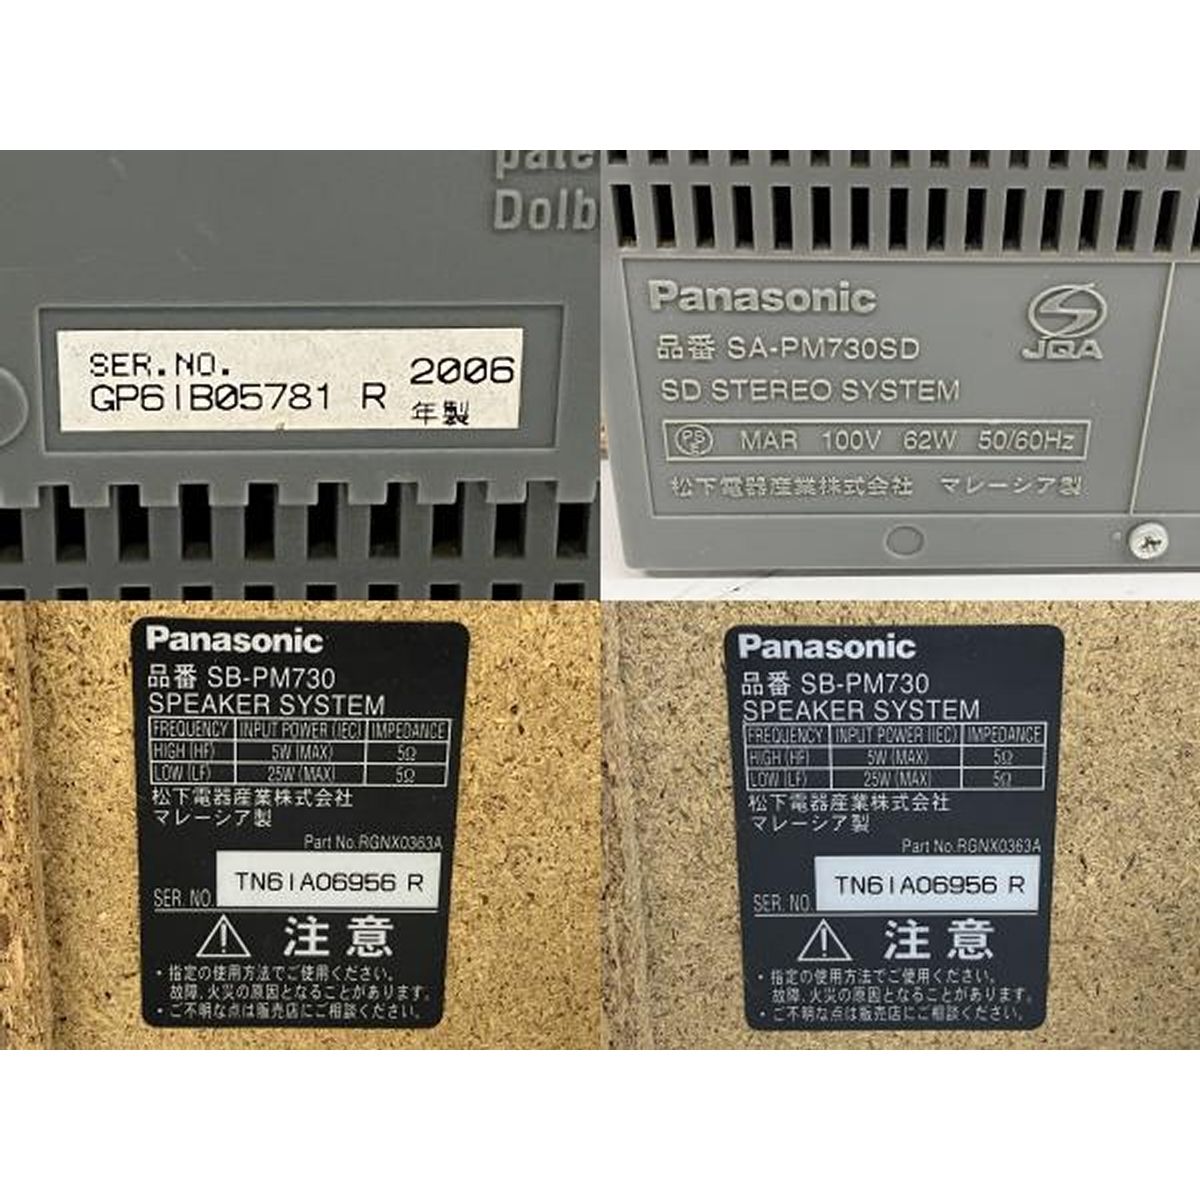 Dolb
SER.NO.
GP6IB05781 R
2006
年製
Panasonic
JQA
品番 SA-PM730SD
SD STEREO SYSTEM
PS E MAR 100V 62W 50/60Hz
松下電器産業株式会社 マレーシア製
Panasonic
品番 SB-PM730
SPEAKER SYSTEM
FREQUENCY INPUT POWER (IEC) IMPEDANCE
HIGH (HF) 5W (MAX) 5Ω
LOW (LF) 25W (MAX) 5Ω
松下電器産業株式会社
マレーシア製
Part No.RGNX0363A
SER. NO. TN6IA06956 R
注意
・指定の使用方法でご使用ください。
故障、火災の原因となることがあります。
・ご不明な点は販売店にご相談ください。
Panasonic
品番 SB-PM730
SPEAKER SYSTEM
FREQUENCY INPUT POWER (IEC) IMPEDANCE
HIGH (HF) 5W (MAX) 5Ω
LOW (LF) 25W (MAX) 5Ω
松下電器産業株式会社
マレーシア製
Part No.RGNX0363A
SER. NO. TN6IA06956 R
注意
・指定の使用方法でご使用ください。
故障、火災の原因となることがあります。
・ご不明な点は販売店にご相談ください。